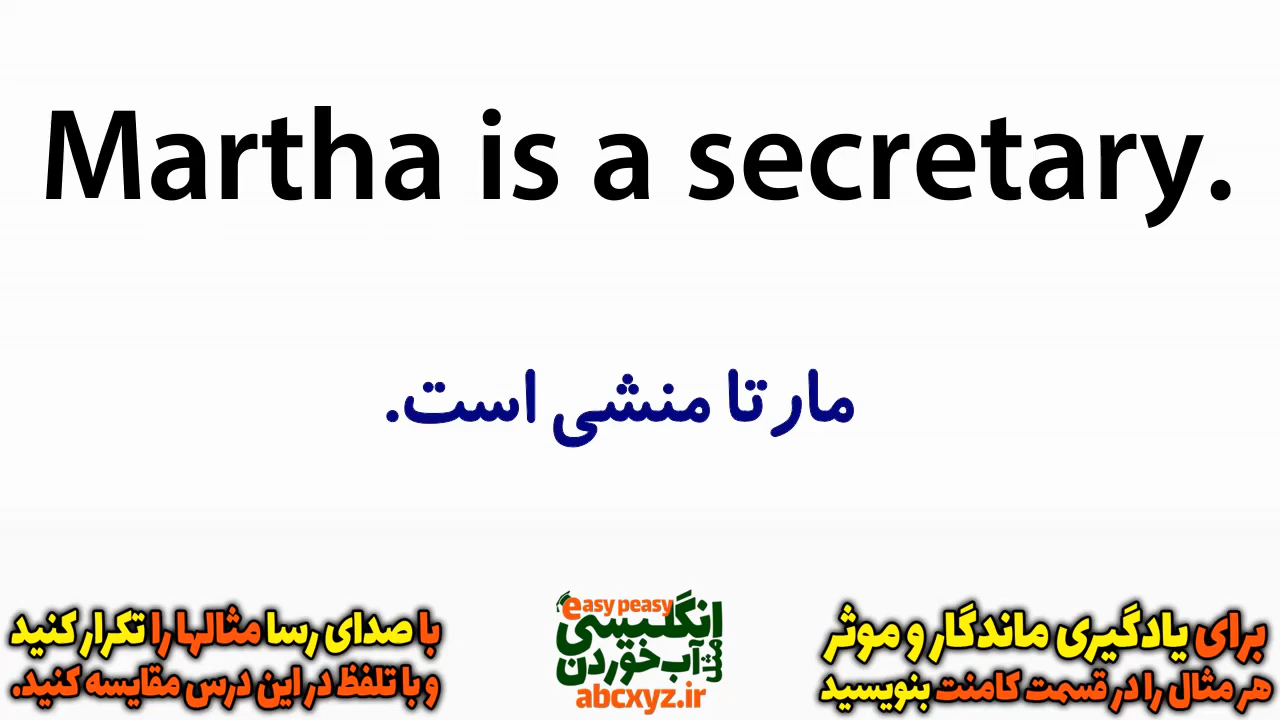 Martha is a secretary.
مارتا منشی است.
برای یادگیری ماندگار و موثر
هر مثال را در قسمت کامنت بنویسید
easy peasy
انگلیسی
مثل آب خوردن
abcxyz.ir
با صدای رسا مثالها را تکرار کنید
و با تلفظ در این درس مقایسه کنید.